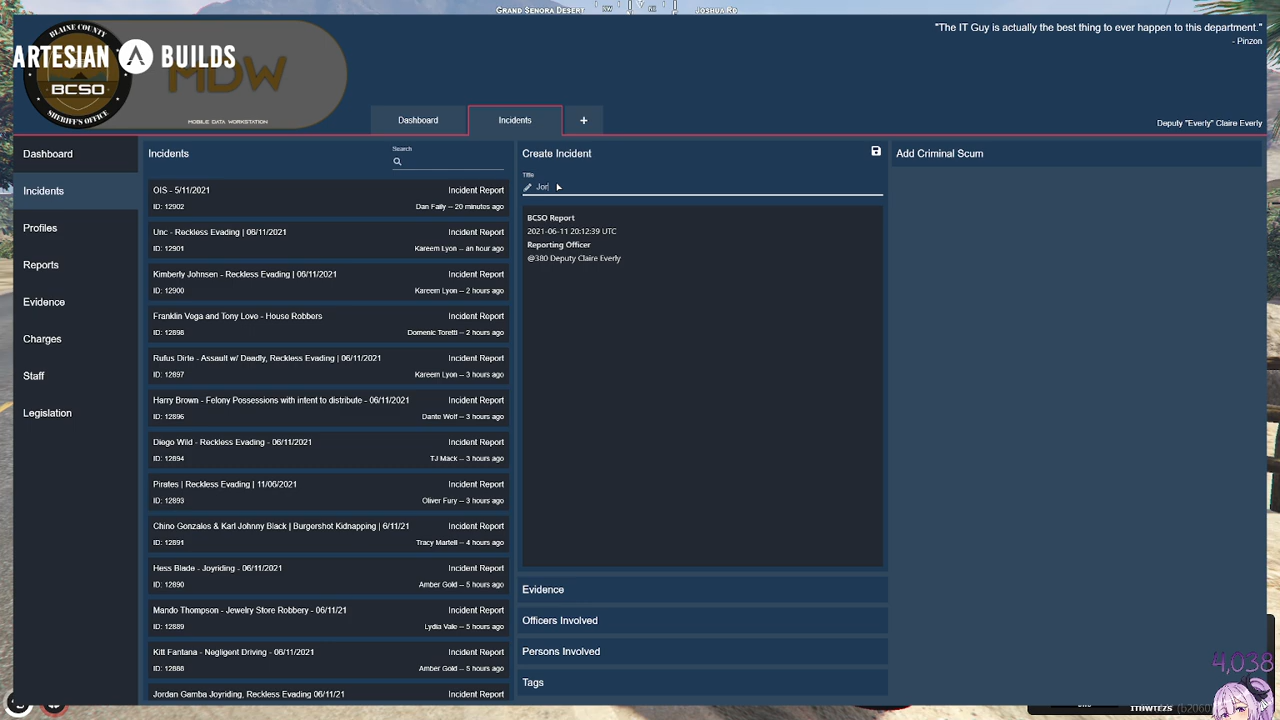 GRAND SENORA DESERT
NW
N
NE
JOSHUA RD
ARTESIAN BUILDS
BLAINE COUNTY
BCSO
SHERIFF'S OFFICE
MDW
MOBILE DATA WORKSTATION
"The IT Guy is actually the best thing to ever happen to this department."
- Pinzon
Dashboard
Incidents
+
Deputy "Everly" Claire Everly
Dashboard
Incidents
Profiles
Reports
Evidence
Charges
Staff
Legislation
Incidents
Search
OIS - 5/11/2021 Incident Report
ID: 12902 Dan Faily – 20 minutes ago
Unc - Reckless Evading | 06/11/2021 Incident Report
ID: 12901 Kareem Lyon – an hour ago
Kimberly Johnsen - Reckless Evading | 06/11/2021 Incident Report
ID: 12900 Kareem Lyon – 2 hours ago
Franklin Vega and Tony Love - House Robbers Incident Report
ID: 12898 Domenic Toretti – 2 hours ago
Rufus Dirte - Assault w/ Deadly, Reckless Evading | 06/11/2021 Incident Report
ID: 12897 Kareem Lyon – 3 hours ago
Harry Brown - Felony Possessions with intent to distribute - 06/11/2021 Incident Report
ID: 12896 Dante Wolf – 3 hours ago
Diego Wild - Reckless Evading - 06/11/2021 Incident Report
ID: 12894 TJ Mack – 3 hours ago
Pirates | Reckless Evading | 11/06/2021 Incident Report
ID: 12893 Oliver Fury – 3 hours ago
Chino Gonzales & Karl Johnny Black | Burgershot Kidnapping | 6/11/21 Incident Report
ID: 12891 Tracy Martell – 4 hours ago
Hess Blade - Joyriding - 06/11/2021 Incident Report
ID: 12890 Amber Gold – 5 hours ago
Mando Thompson - Jewelry Store Robbery - 06/11/21 Incident Report
ID: 12889 Lydia Vale – 5 hours ago
Kitt Fantana - Negligent Driving - 06/11/2021 Incident Report
ID: 12888 Amber Gold – 5 hours ago
Jordan Gamba Joyriding, Reckless Evading 06/11/21 Incident Report
Create Incident
Title
Jor
BCSO Report
2021-06-11 20:12:39 UTC
Reporting Officer
@380 Deputy Claire Everly
Evidence
Officers Involved
Persons Involved
Tags
Add Criminal Scum
4,038